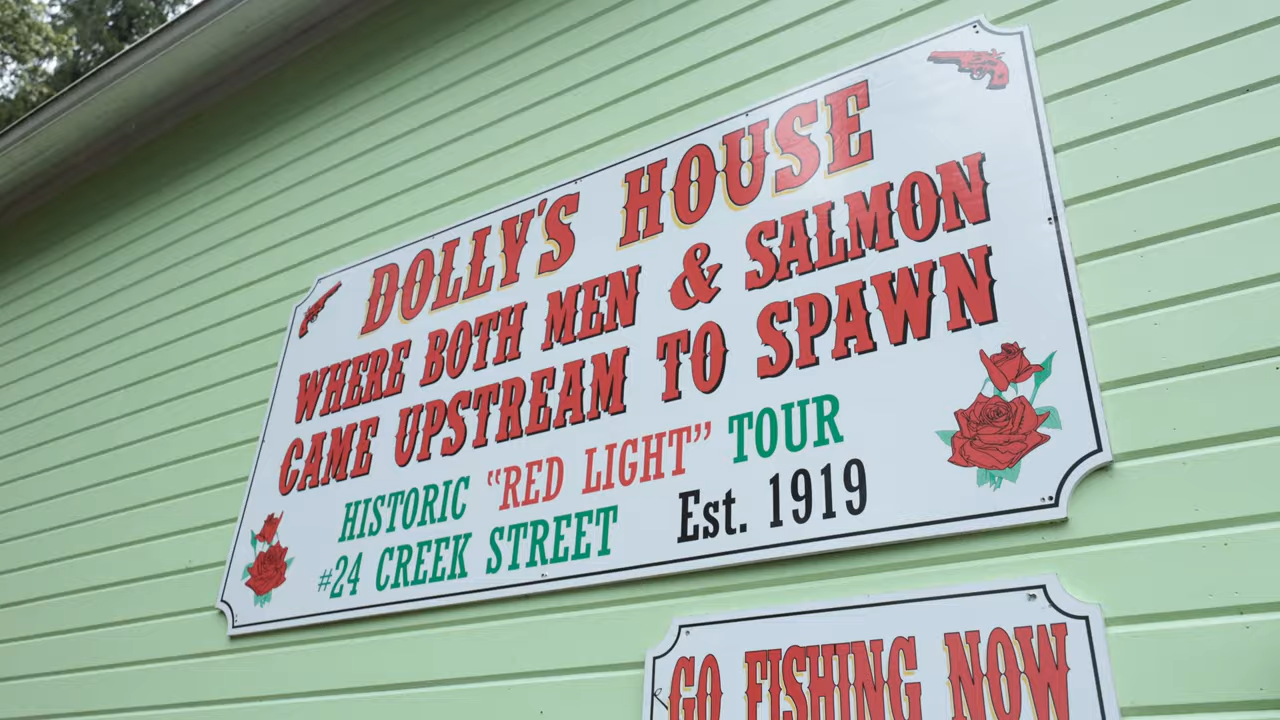 DOLLY'S HOUSE
WHERE BOTH MEN & SALMON
CAME UPSTREAM TO SPAWN
HISTORIC "RED LIGHT" TOUR
#24 CREEK STREET Est. 1919
GO FISHING NOW